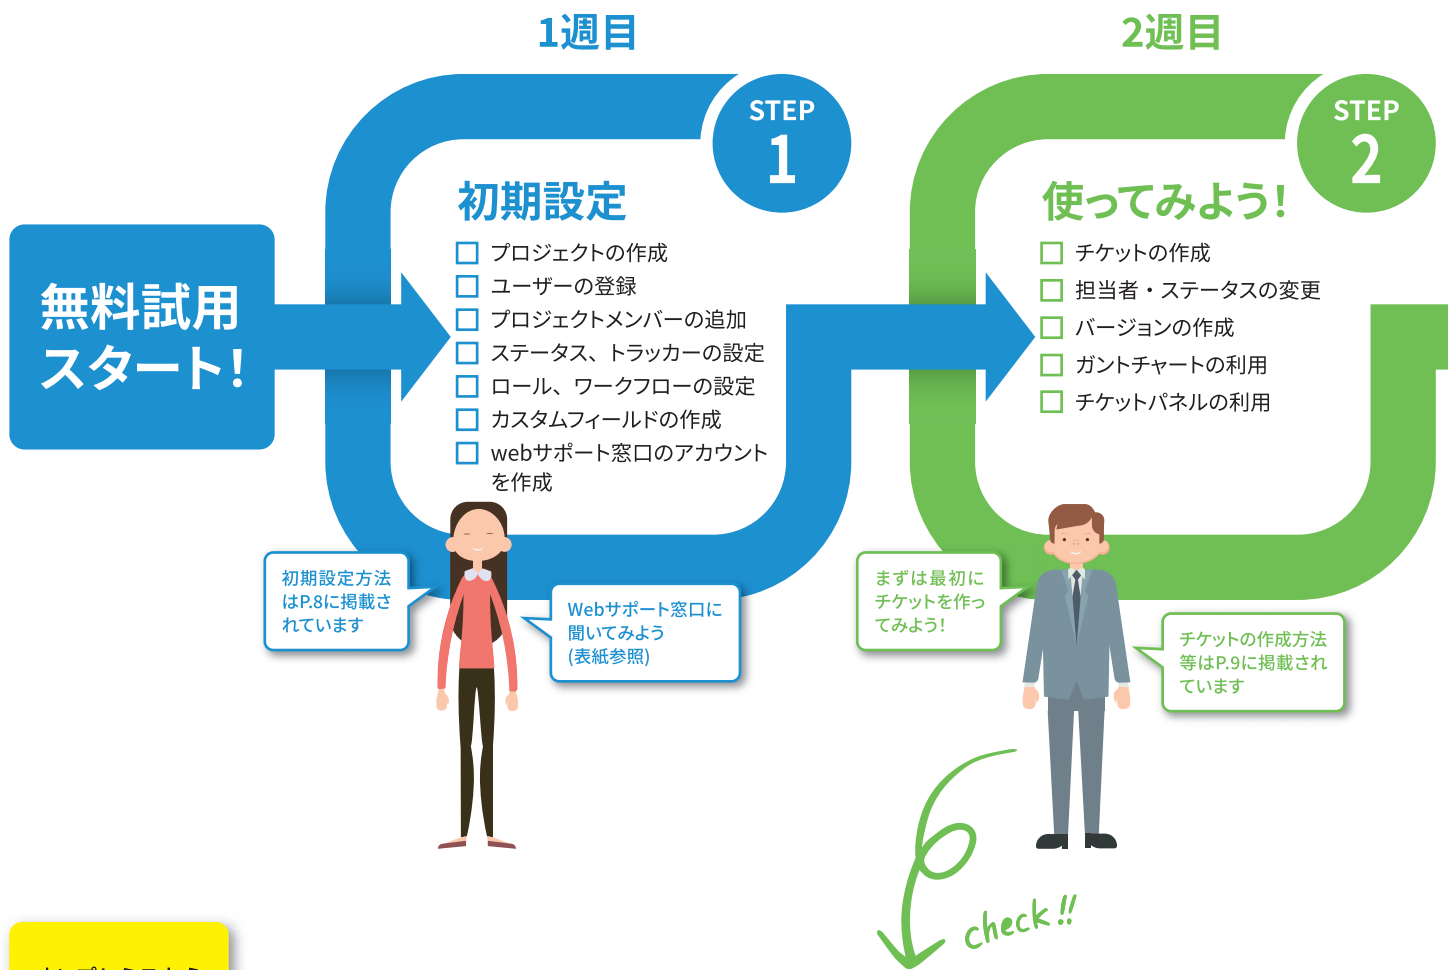 1週目
2週目
STEP
1
STEP
2
無料試用
スタート!
初期設定
プロジェクトの作成
ユーザーの登録
プロジェクトメンバーの追加
ステータス、トラッカーの設定
ロール、ワークフローの設定
カスタムフィールドの作成
webサポート窓口のアカウント
を作成
使ってみよう!
チケットの作成
担当者・ステータスの変更
バージョンの作成
ガントチャートの利用
チケットパネルの利用
初期設定方法
はP.8に掲載さ
れています
Webサポート窓口に
聞いてみよう
(表紙参照)
まずは最初に
チケットを作っ
てみよう!
チケットの作成方法
等はP.9に掲載され
ています
check!!